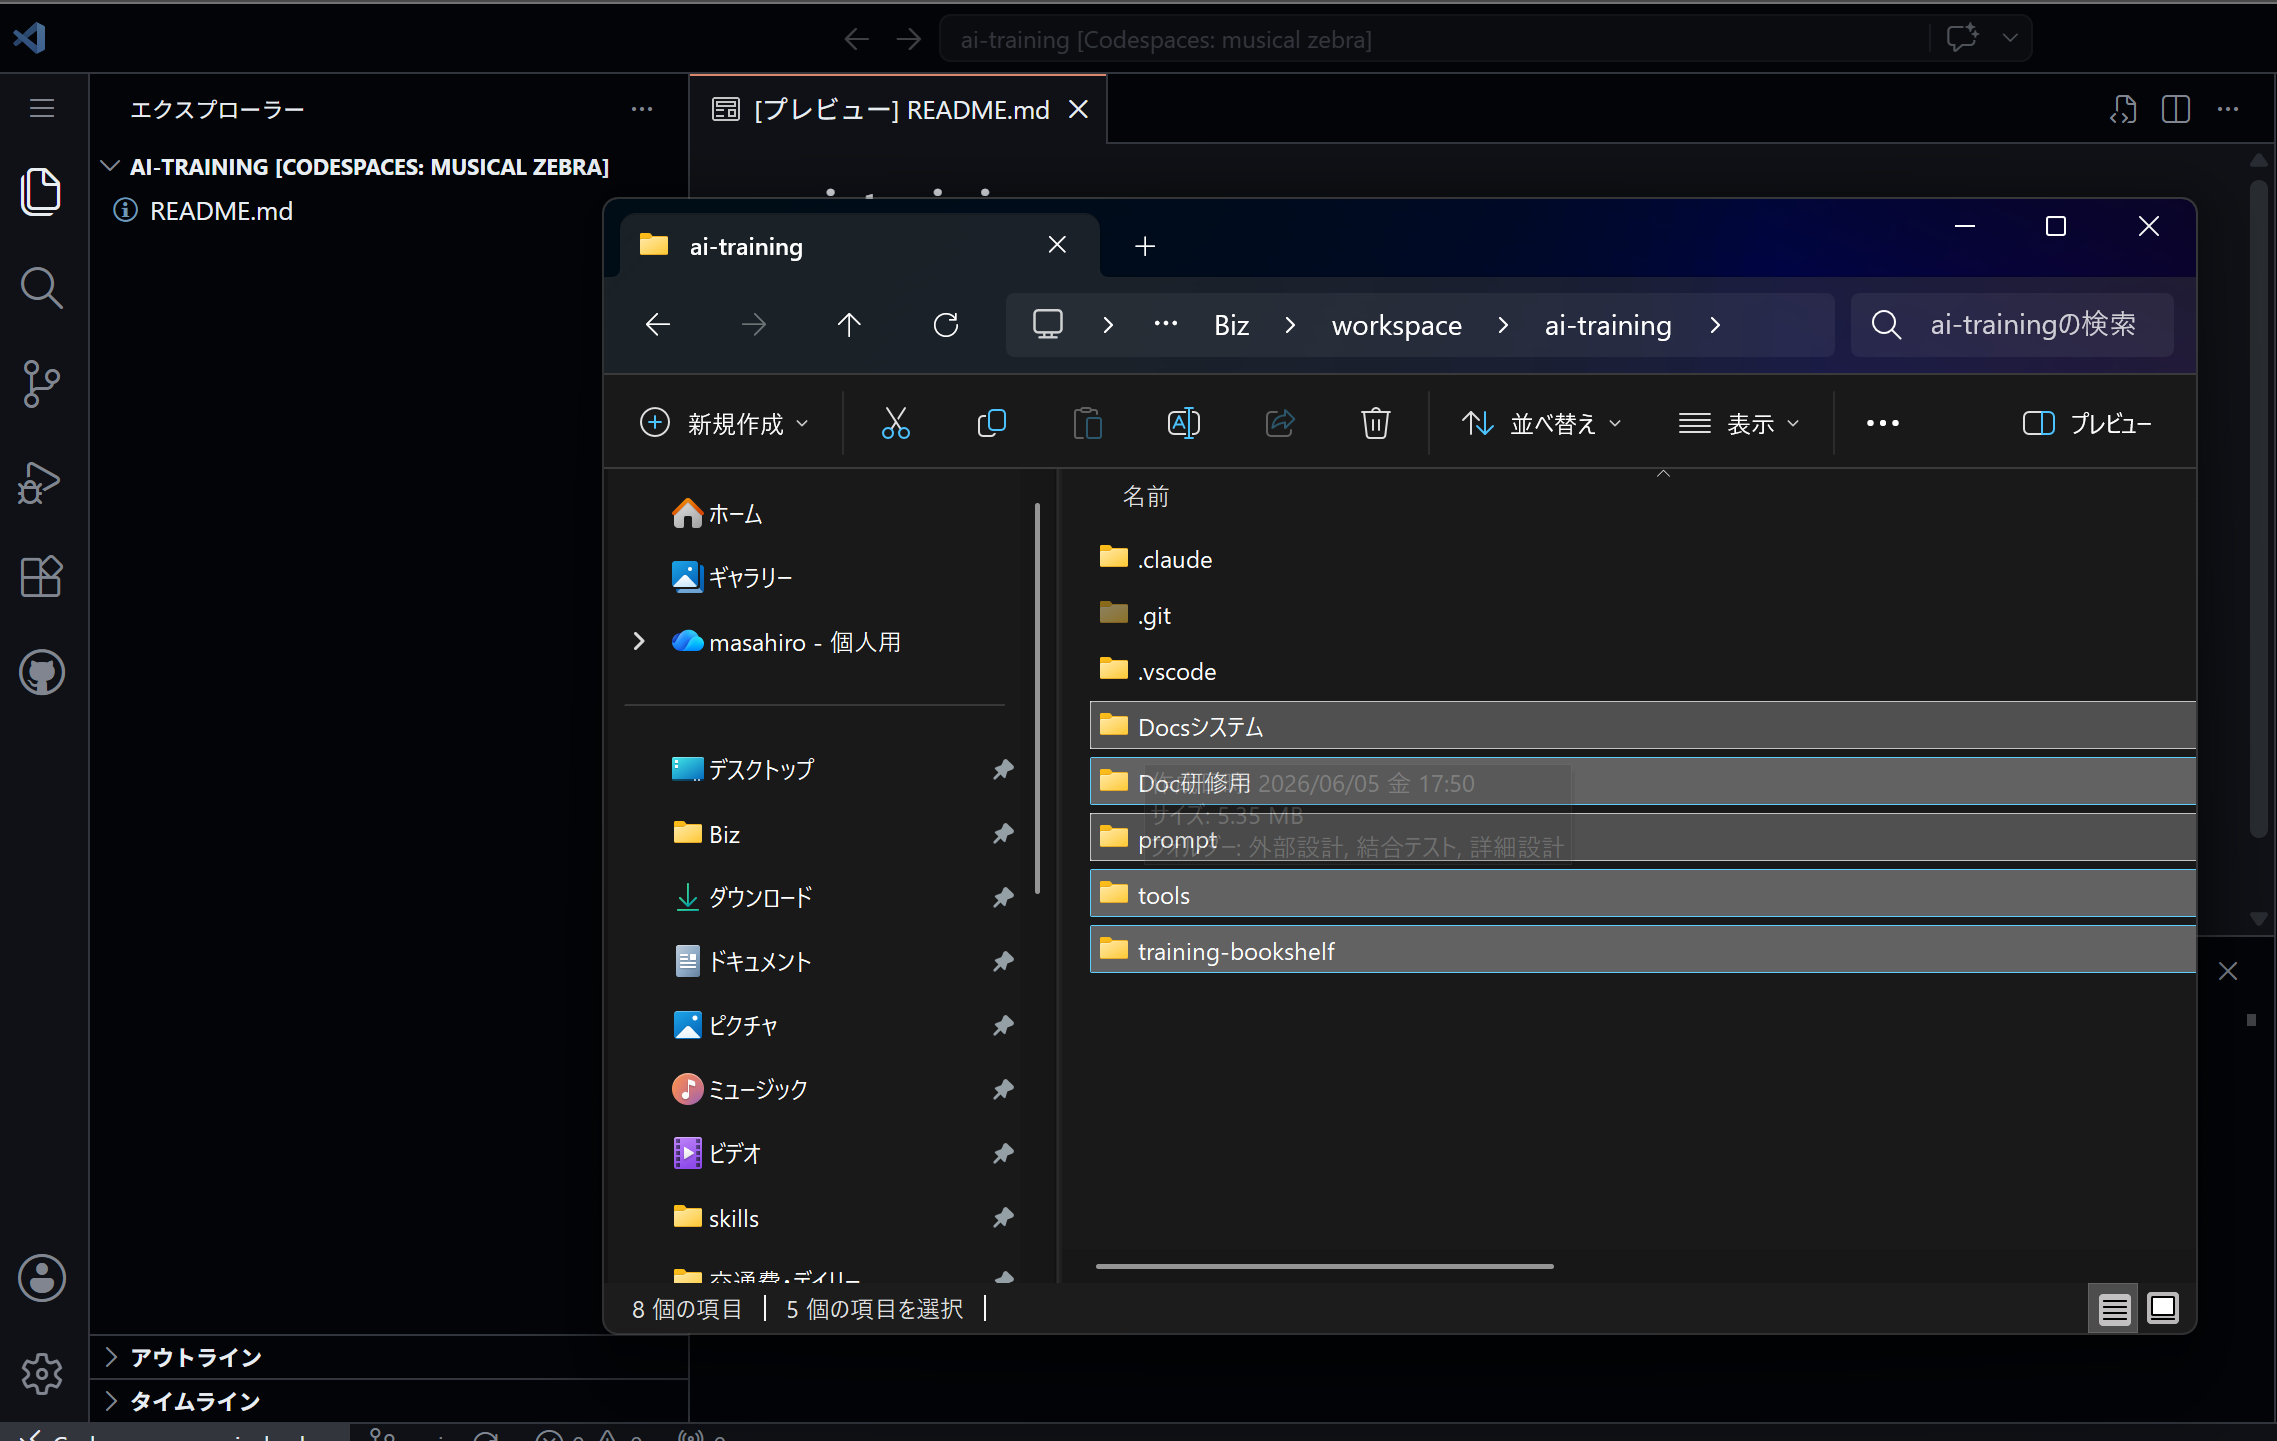 ai-training [Codespaces: musical zebra]
エクスプローラー
[プレビュー] README.md
AI-TRAINING [CODESPACES: MUSICAL ZEBRA]
README.md
ai-training
Biz
workspace
ai-training
ai-trainingの検索
新規作成
並べ替え
表示
プレビュー
ホーム
ギャラリー
masahiro - 個人用
デスクトップ
Biz
ダウンロード
ドキュメント
ピクチャ
ミュージック
ビデオ
skills
交通費・デイリー
名前
.claude
.git
.vscode
Docsシステム
Doc研修用
2026/06/05 金 17:50
サイズ: 5.35 MB
prompt
外部設計, 結合テスト, 詳細設計
tools
training-bookshelf
8 個の項目
5 個の項目を選択
アウトライン
タイムライン